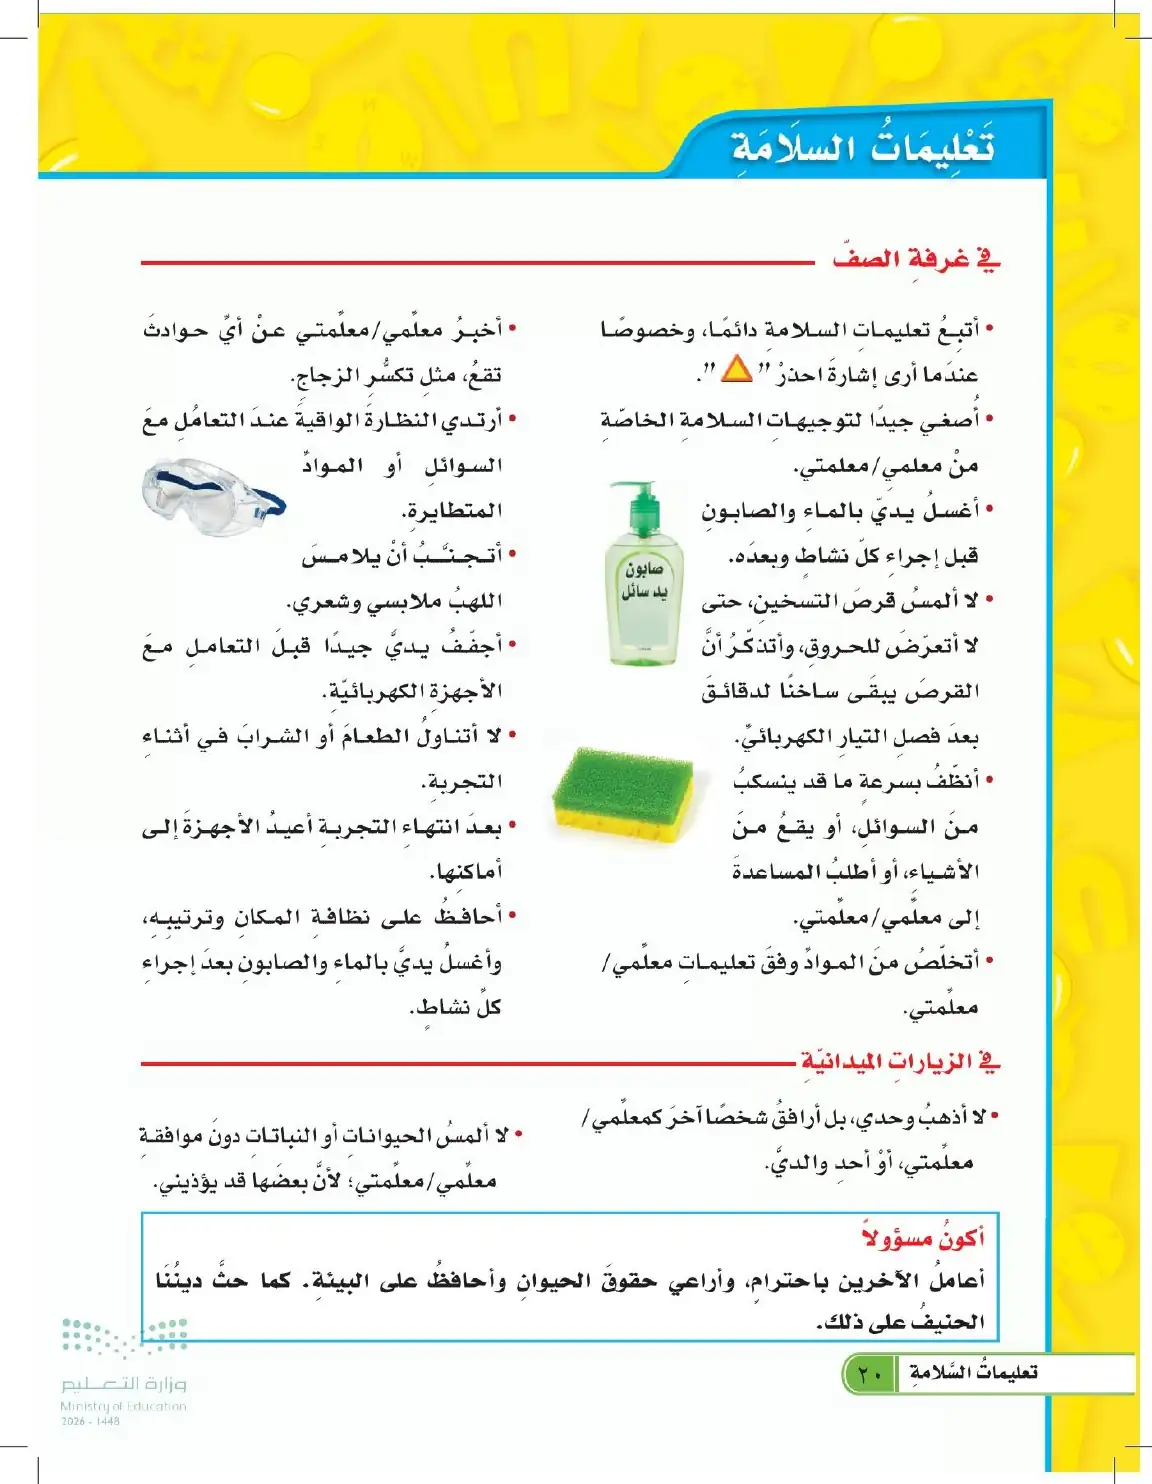 تَعْلِيمَاتُ السلَامَةِ
في غرفةِ الصفّ
• أتبِعُ تعليماتِ السلامةِ دائمًا، وخصوصًا
عندَما أرى إشارةَ احذرْ " ".
• أُصغي جيدًا لتوجيهاتِ السلامةِ الخاصّةِ
منْ معلمي/معلمتي.
• أغسلُ يديّ بالماءِ والصابونِ
قبل إجراءِ كلّ نشاطٍ وبعدَه.
• لا ألمسُ قرصَ التسخينِ، حتى
لا أتعرّضَ للحروقِ، وأتذكّرُ أنَّ
القرصَ يبقَى ساخنًا لدقائقَ
بعدَ فصلِ التيارِ الكهربائيِّ.
• أنظّفُ بسرعةٍ ما قد ينسكبُ
منَ السوائلِ، أو يقعُ منَ
الأشياءِ، أو أطلبُ المساعدةَ
إلى معلِّمي/معلِّمتي.
• أتخلّصُ منَ الموادِّ وفقَ تعليماتِ معلِّمي/
معلِّمتي.
• أخبرُ معلِّمي/معلِّمتي عنْ أيِّ حوادثَ
تقعُ، مثلِ تكسُّرِ الزجاجِ.
• أرتدي النظارةَ الواقيةَ عندَ التعامُلِ معَ
السوائلِ أو الموادِّ
المتطايرةِ.
• أتجنَّبُ أنْ يلامسَ
اللهبُ ملابسي وشعري.
• أجفّفُ يديَّ جيدًا قبلَ التعاملِ معَ
الأجهزةِ الكهربائيّةِ.
• لا أتناولُ الطعامَ أو الشرابَ في أثناءِ
التجربةِ.
• بعدَ انتهاءِ التجربةِ أعيدُ الأجهزةَ إلى
أماكنِها.
• أحافظُ على نظافةِ المكانِ وترتيبِهِ،
وأغسلُ يديَّ بالماءِ والصابونِ بعدَ إجراءِ
كلِّ نشاطٍ.
صابون
يد سائل
في الزياراتِ الميدانيّةِ
• لا أذهبُ وحدي، بل أرافقُ شخصًا آخرَ كمعلِّمي/
معلِّمتي، أوْ أحدِ والديَّ.
• لا ألمسُ الحيواناتِ أو النباتاتِ دونَ موافقةِ
معلِّمي/معلِّمتي؛ لأنَّ بعضَها قد يؤذيني.
أكونُ مسؤولاً
أعاملُ الآخرين باحترامٍ، وأراعي حقوقَ الحيوانِ وأحافظُ على البيئةِ. كما حثَّ دينُنَا
الحنيفُ على ذلك.
تعليماتُ السَّلامةِ
٢٠
وزارة التعليم
Ministry of Education
2026 - 1448